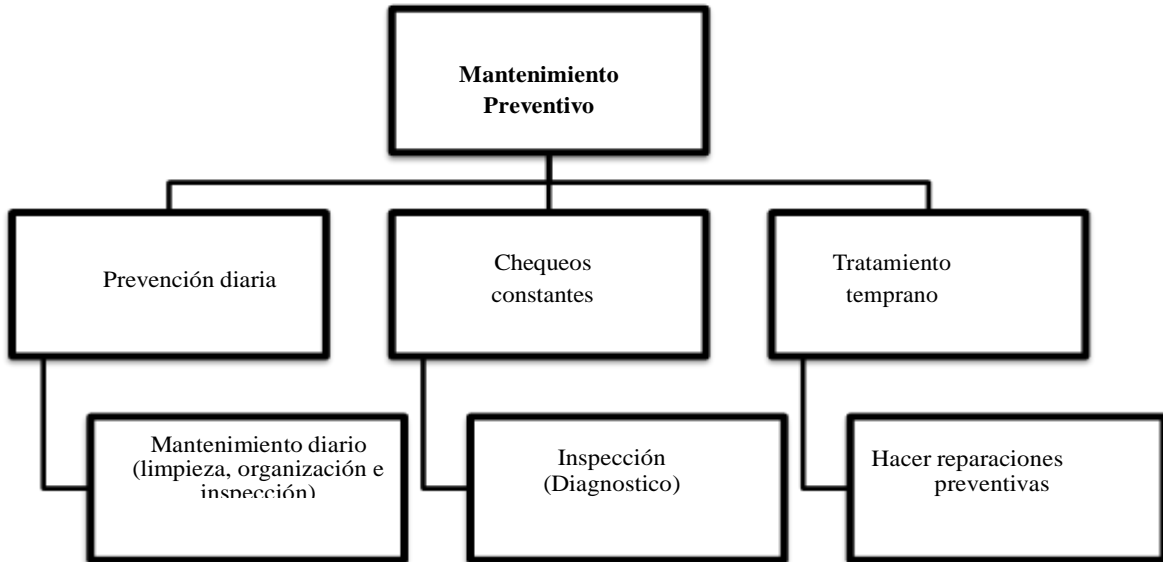 Mantenimiento
Preventivo
Prevención diaria
Chequeos
constantes
Tratamiento
temprano
Mantenimiento diario
(limpieza, organización e
inspección)
Inspección
(Diagnostico)
Hacer reparaciones
preventivas